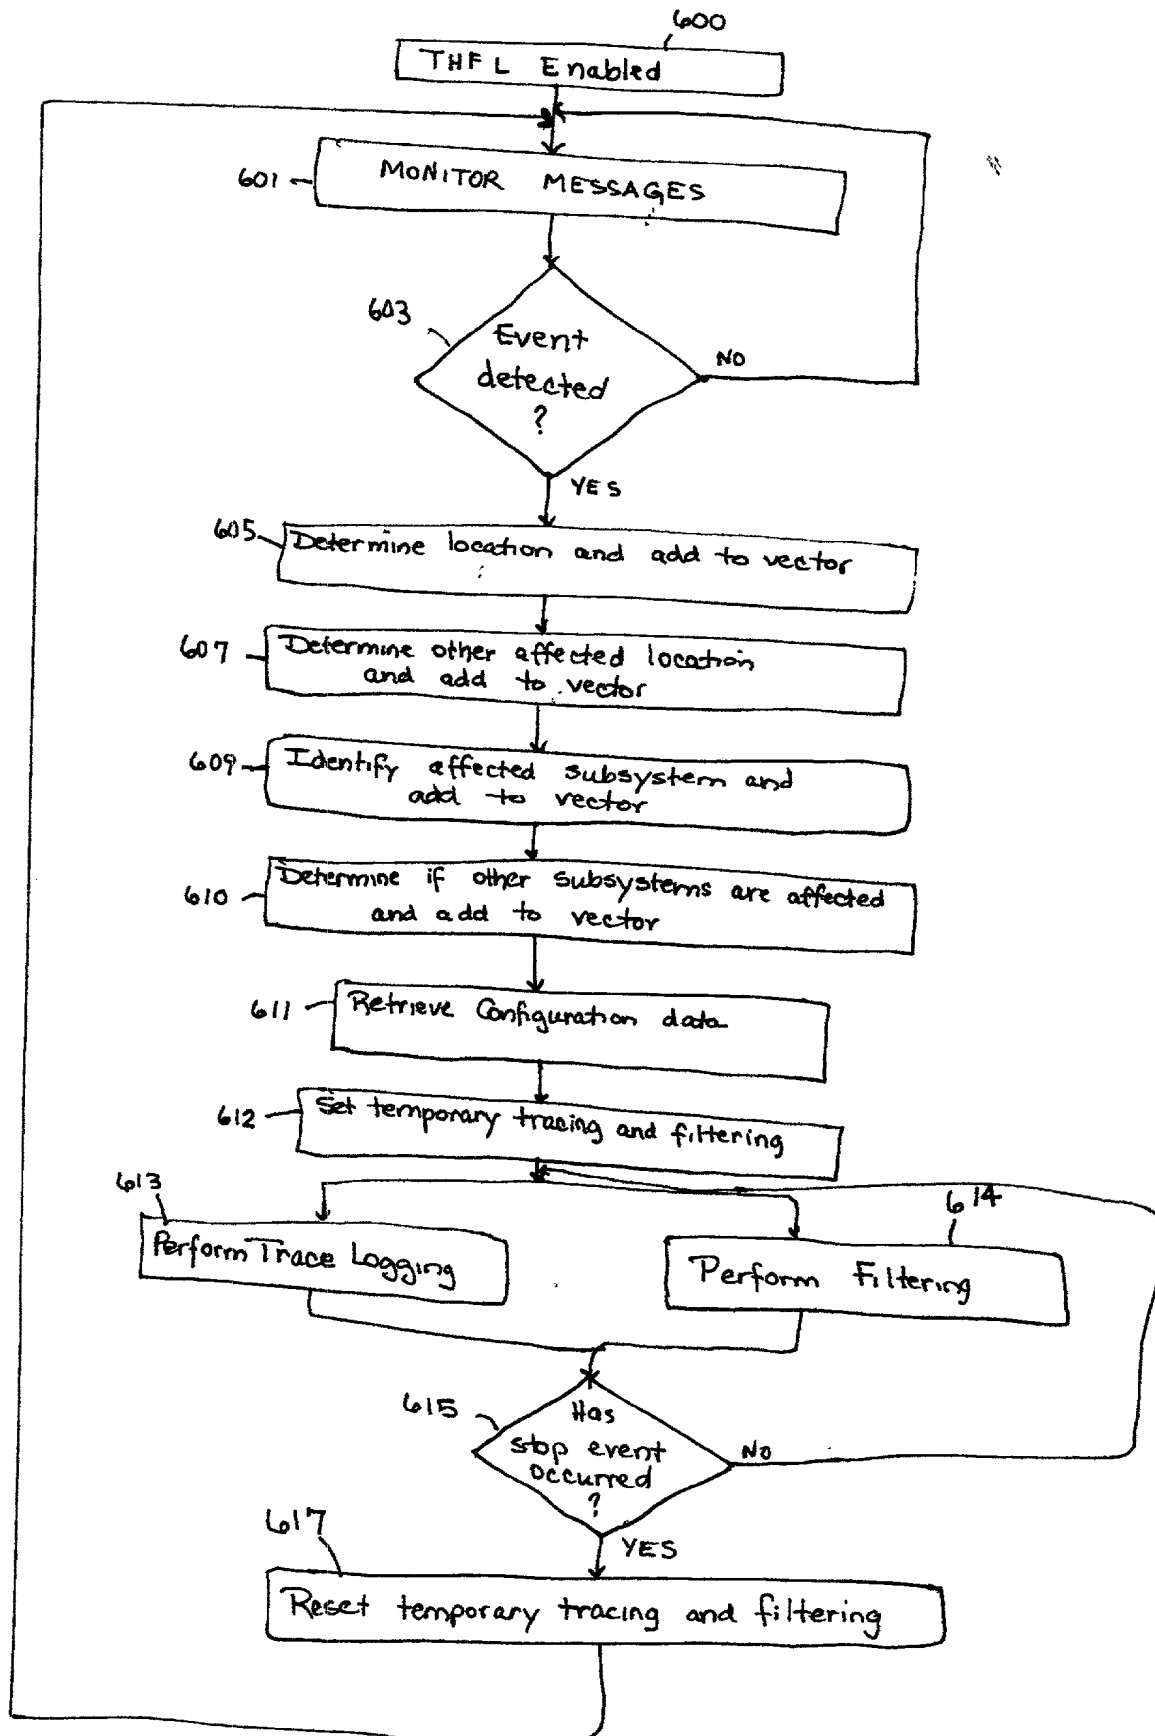 600
THFL Enabled
601
MONITOR MESSAGES
603
Event
detected
?
NO
YES
605
Determine location and add to vector
607
Determine other affected location
and add to vector
609
Identify affected subsystem and
add to vector
610
Determine if other subsystems are affected
and add to vector
611
Retrieve Configuration data
612
Set temporary tracing and filtering
613
Perform Trace Logging
614
Perform Filtering
615
Has
stop event
occurred
?
NO
YES
617
Reset temporary tracing and filtering